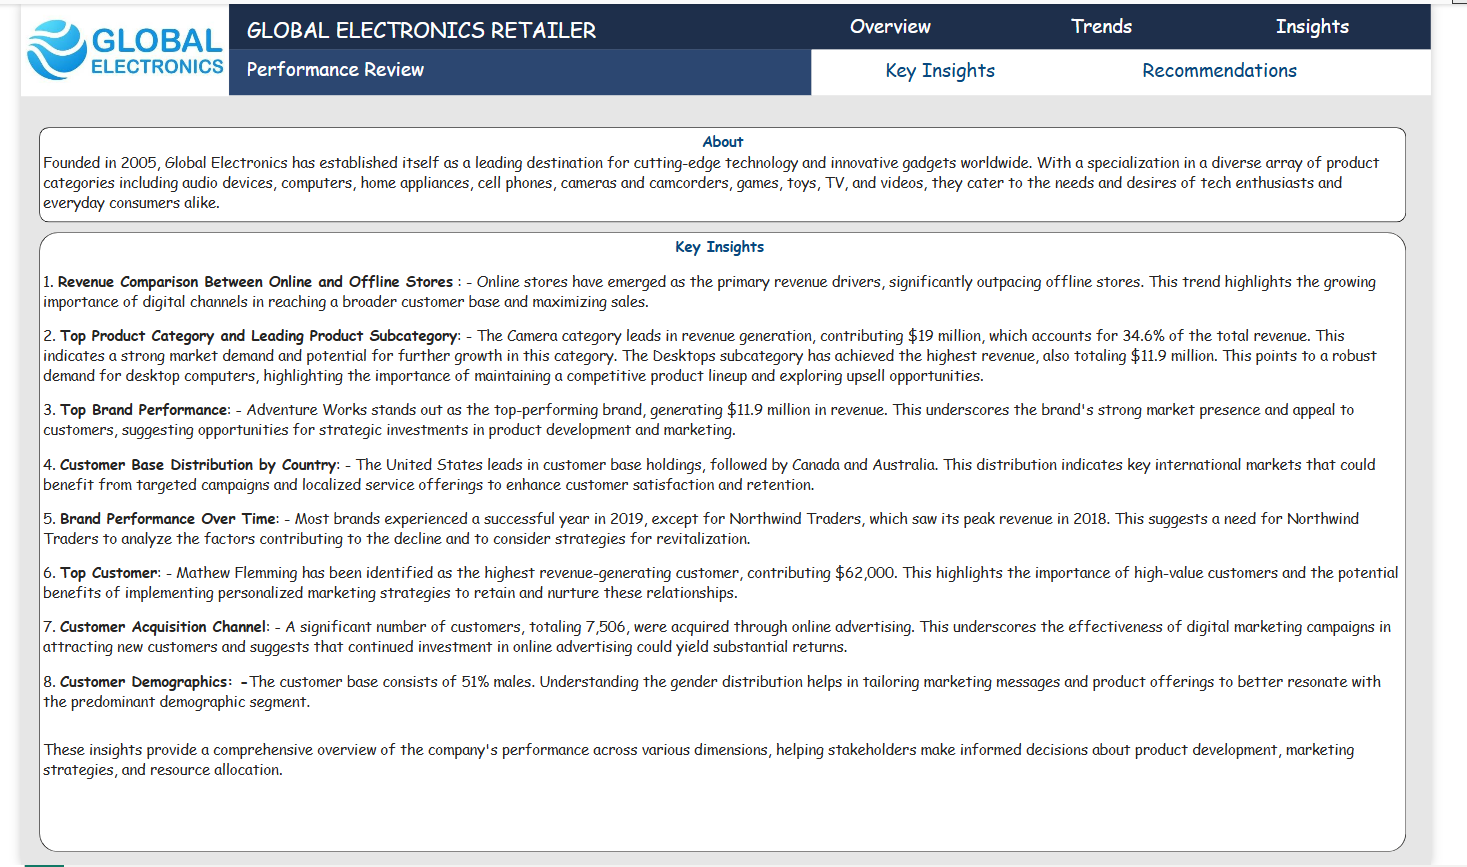 GLOBAL
ELECTRONICS
GLOBAL ELECTRONICS RETAILER
Performance Review
Overview
Trends
Insights
Key Insights
Recommendations
About
Founded in 2005, Global Electronics has established itself as a leading destination for cutting-edge technology and innovative gadgets worldwide. With a specialization in a diverse array of product
categories including audio devices, computers, home appliances, cell phones, cameras and camcorders, games, toys, TV, and videos, they cater to the needs and desires of tech enthusiasts and
everyday consumers alike.
Key Insights
1. Revenue Comparison Between Online and Offline Stores : - Online stores have emerged as the primary revenue drivers, significantly outpacing offline stores. This trend highlights the growing
importance of digital channels in reaching a broader customer base and maximizing sales.
2. Top Product Category and Leading Product Subcategory: - The Camera category leads in revenue generation, contributing $19 million, which accounts for 34.6% of the total revenue. This
indicates a strong market demand and potential for further growth in this category. The Desktops subcategory has achieved the highest revenue, also totaling $11.9 million. This points to a robust
demand for desktop computers, highlighting the importance of maintaining a competitive product lineup and exploring upsell opportunities.
3. Top Brand Performance: - Adventure Works stands out as the top-performing brand, generating $11.9 million in revenue. This underscores the brand's strong market presence and appeal to
customers, suggesting opportunities for strategic investments in product development and marketing.
4. Customer Base Distribution by Country: - The United States leads in customer base holdings, followed by Canada and Australia. This distribution indicates key international markets that could
benefit from targeted campaigns and localized service offerings to enhance customer satisfaction and retention.
5. Brand Performance Over Time: - Most brands experienced a successful year in 2019, except for Northwind Traders, which saw its peak revenue in 2018. This suggests a need for Northwind
Traders to analyze the factors contributing to the decline and to consider strategies for revitalization.
6. Top Customer: - Mathew Flemming has been identified as the highest revenue-generating customer, contributing $62,000. This highlights the importance of high-value customers and the potential
benefits of implementing personalized marketing strategies to retain and nurture these relationships.
7. Customer Acquisition Channel: - A significant number of customers, totaling 7,506, were acquired through online advertising. This underscores the effectiveness of digital marketing campaigns in
attracting new customers and suggests that continued investment in online advertising could yield substantial returns.
8. Customer Demographics: -The customer base consists of 51% males. Understanding the gender distribution helps in tailoring marketing messages and product offerings to better resonate with
the predominant demographic segment.
These insights provide a comprehensive overview of the company's performance across various dimensions, helping stakeholders make informed decisions about product development, marketing
strategies, and resource allocation.